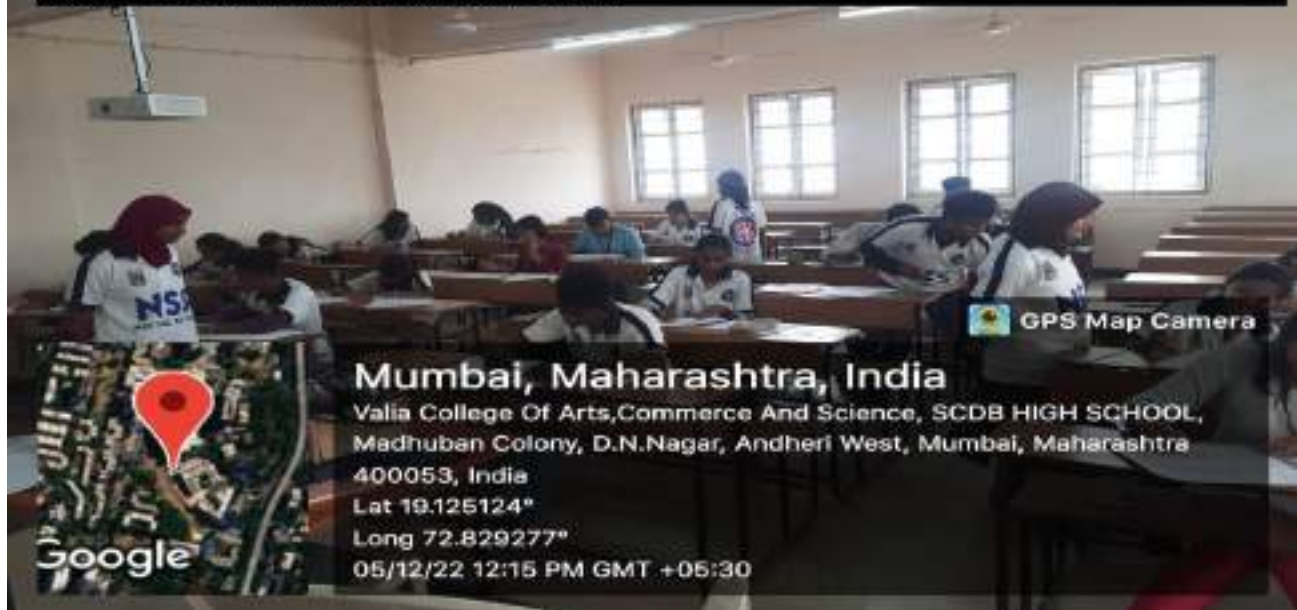 GPS Map Camera
Mumbai, Maharashtra, India
Valia College Of Arts,Commerce And Science, SCDB HIGH SCHOOL,
Madhuban Colony, D.N.Nagar, Andheri West, Mumbai, Maharashtra
400053, India
Lat 19.125124°
Long 72.829277°
05/12/22 12:15 PM GMT +05:30
Google
NSS